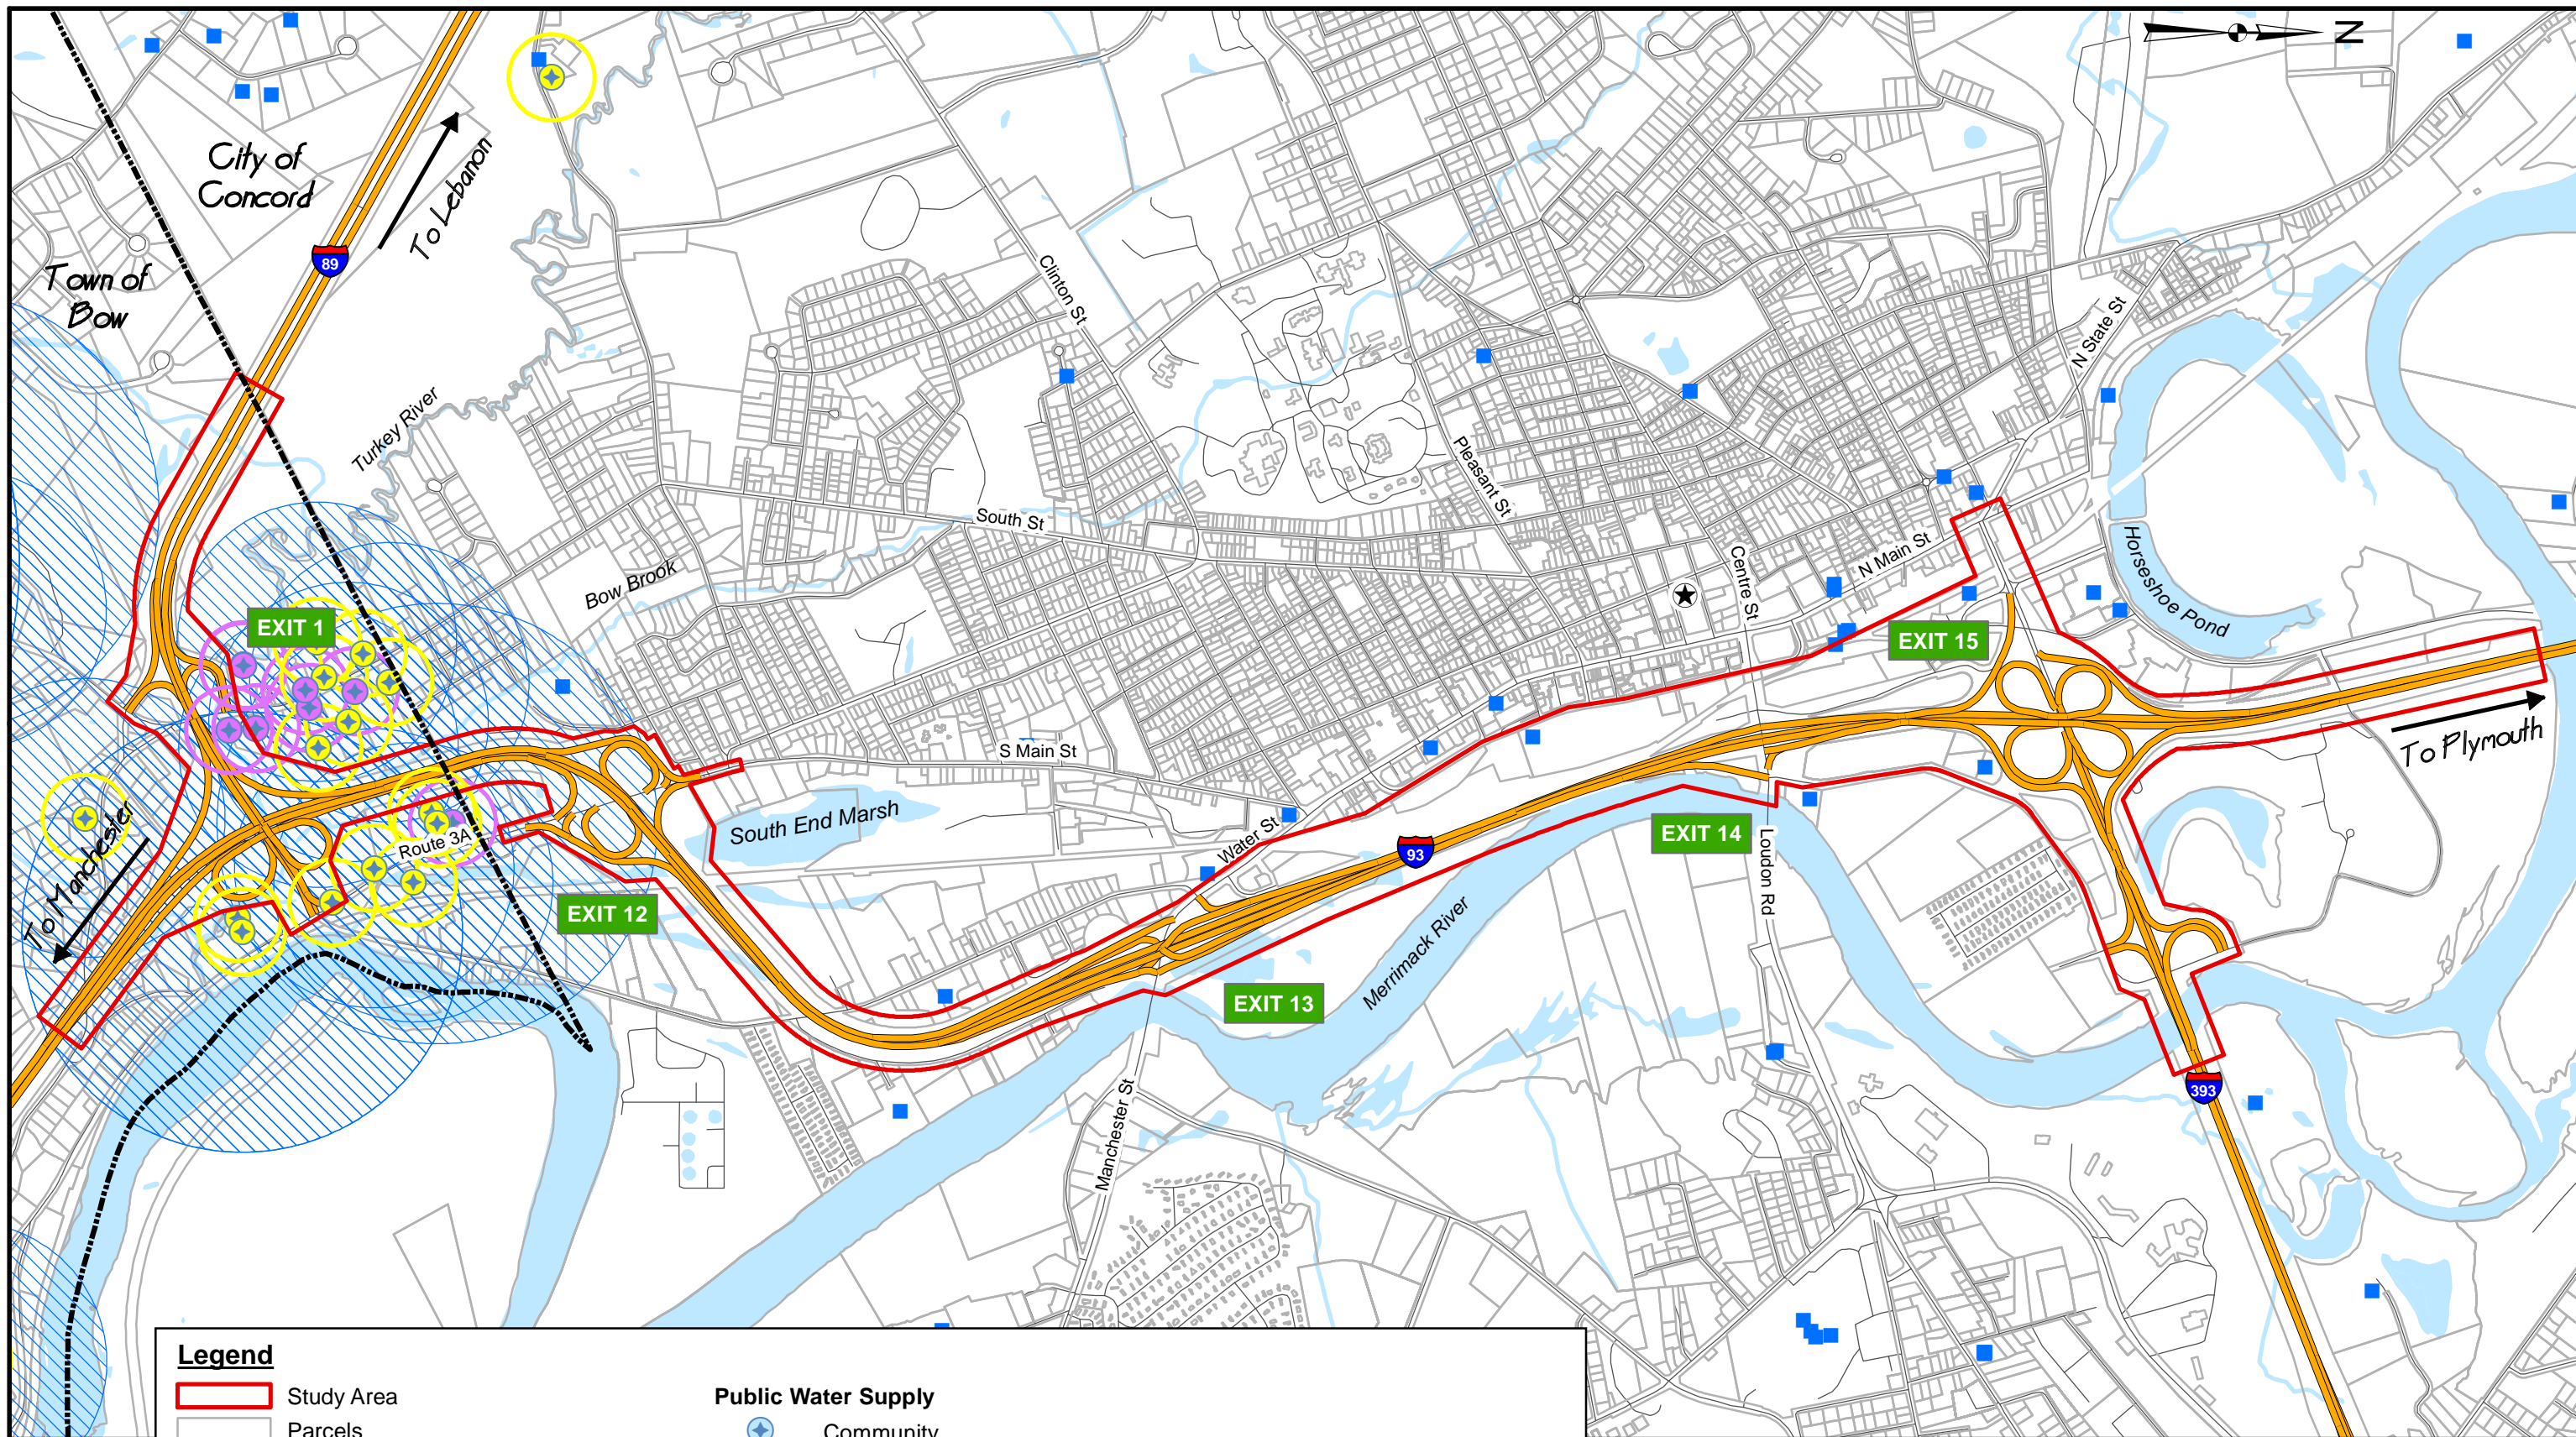 N
City of
Concord
To Lebanon
89
Town of
Bow
Clinton St
N State St
Turkey River
Pleasant St
South St
Horseshoe Pond
Centre St
N Main St
Bow Brook
EXIT 1
EXIT 15
To Plymouth
S Main St
South End Marsh
Water St
Route 3A
To Manchester
EXIT 14
93
Loudon Rd
EXIT 12
Merrimack River
EXIT 13
393
Manchester St
Legend
Study Area
Public Water Supply
Parcels
Community